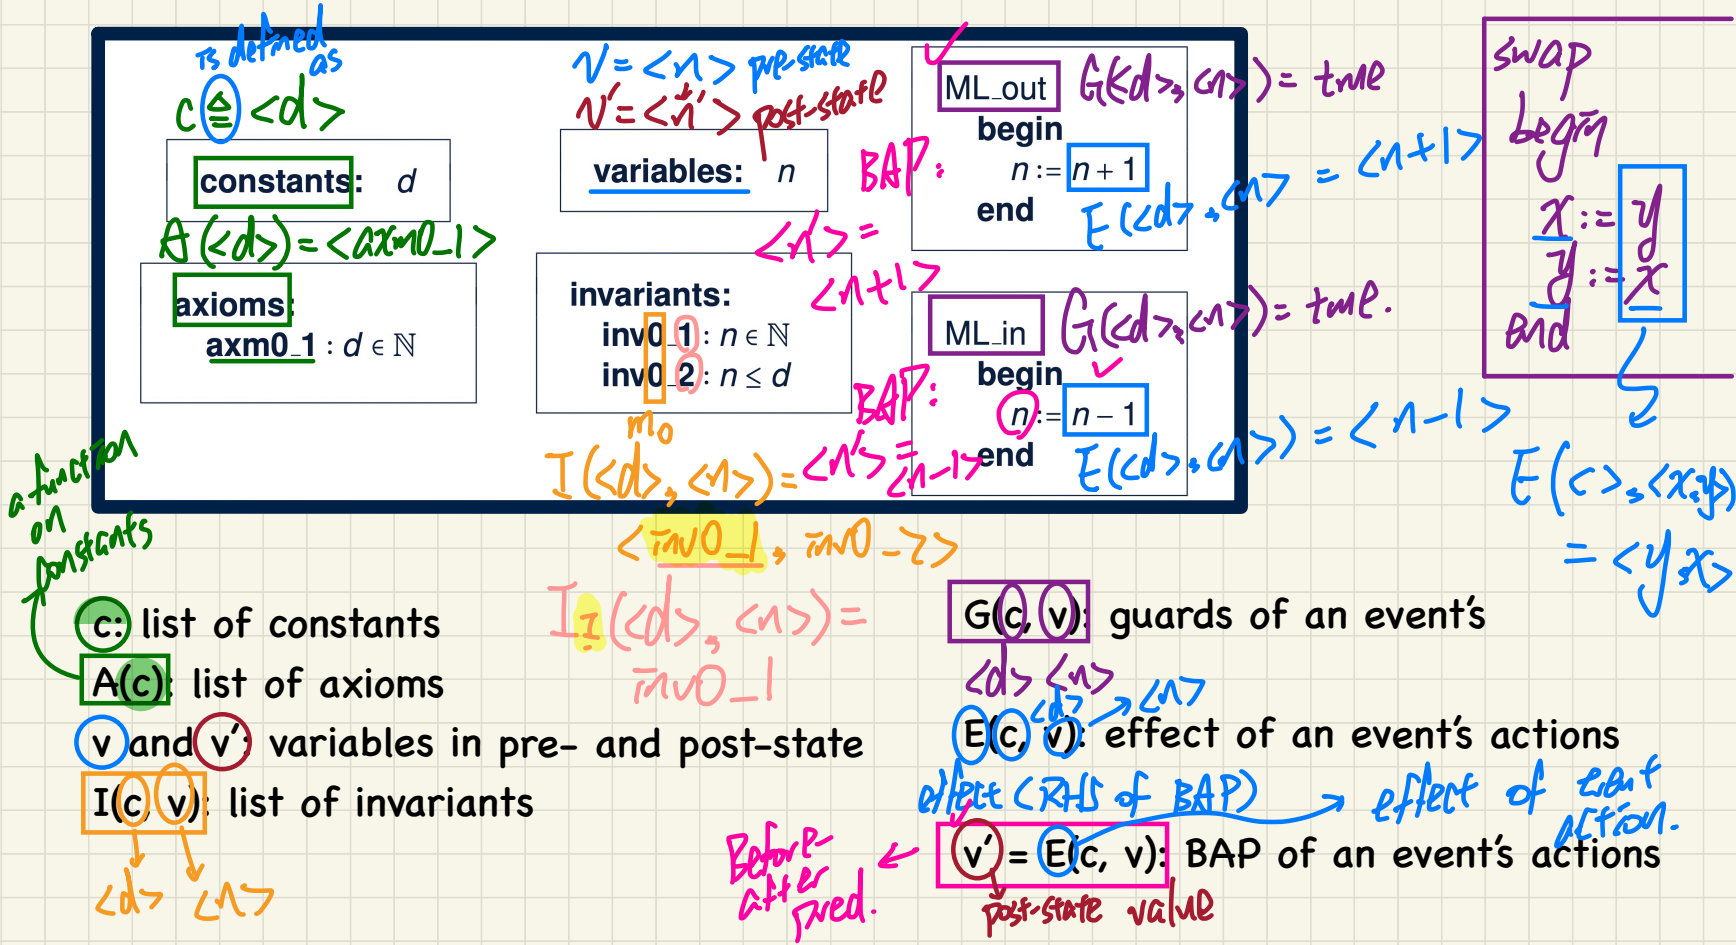 is defined as
c ≜ <d>
constants: d
A(<d>) = <axm0_1>
axioms:
axm0_1 : d ∈ ℕ
a function on constants
v = <n> pre-state
v' = <n'> post-state
variables: n
invariants:
inv0_1 : n ∈ ℕ
inv0_2 : n ≤ d
m0
I(<d>, <n>) =
<inv0_1, inv0_2>
I1(<d>, <n>) =
inv0_1
ML_out G(<d>, <n>) = true
begin
BAP: n := n + 1
end E(<d>, <n>) = <n+1>
<n'> =
<n+1>
ML_in G(<d>, <n>) = true.
begin
BAP: n := n − 1
end E(<d>, <n>) = <n-1>
<n'> =
<n-1>
swap
begin
x := y
y := x
end
E(<>, <x,y>)
= <y,x>
c: list of constants
A(c): list of axioms
v and v': variables in pre- and post-state
I(c, v): list of invariants
<d> <n>
G(c, v): guards of an event's
<d> <n>
<d> <n>
E(c, v): effect of an event's actions
effect (RHS of BAP) effect of event action.
v' = E(c, v): BAP of an event's actions
Before-after pred.
post-state value